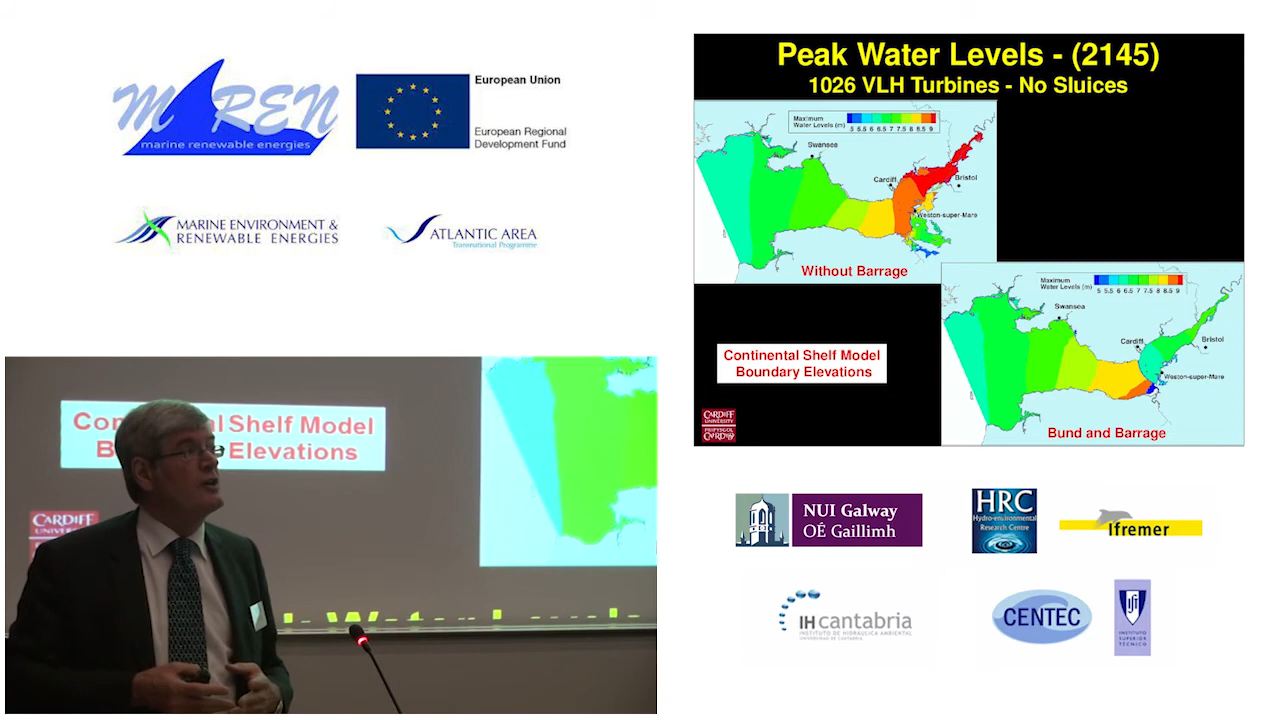 MAREN
marine renewable energies
European Union
European Regional
Development Fund
MARINE ENVIRONMENT &
RENEWABLE ENERGIES
ATLANTIC AREA
Transnational Programme
Peak Water Levels - (2145)
1026 VLH Turbines - No Sluices
Maximum
Water Levels (m)
5 5.5 6 6.5 7 7.5 8 8.5 9
Swansea
Cardiff
Bristol
Weston-super-Mare
Without Barrage
Maximum
Water Levels (m)
5 5.5 6 6.5 7 7.5 8 8.5 9
Swansea
Cardiff
Bristol
Weston-super-Mare
Bund and Barrage
Continental Shelf Model
Boundary Elevations
CARDIFF
UNIVERSITY
PRIFYSGOL
CAERDYDD
Con al Shelf Model
B Elevations
CARDIFF
NUI Galway
OÉ Gaillimh
HRC
Hydro-environmental
Research Centre
Ifremer
IHcantabria
INSTITUTO DE HIDRÁULICA AMBIENTAL
UNIVERSIDAD DE CANTABRIA
CENTEC
INSTITUTO
SUPERIOR
TÉCNICO